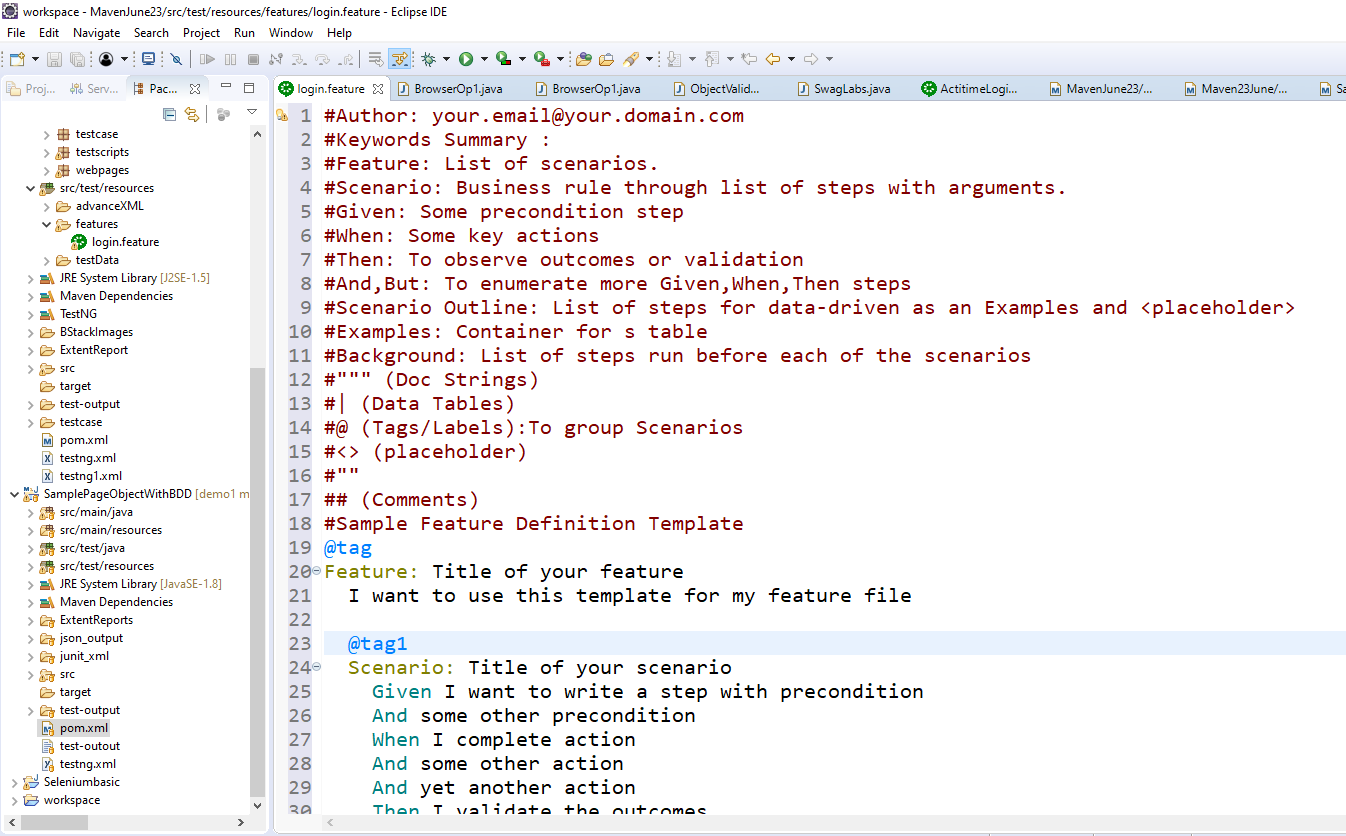 workspace - MavenJune23/src/test/resources/features/login.feature - Eclipse IDE
File Edit Navigate Search Project Run Window Help
Proj... Serv... Pac...
login.feature BrowserOp1.java BrowserOp1.java ObjectValid... SwagLabs.java ActitimeLogi... MavenJune23/... Maven23June/... Sa
testcase
testscripts
webpages
src/test/resources
advanceXML
features
login.feature
testData
JRE System Library [J2SE-1.5]
Maven Dependencies
TestNG
BStackImages
ExtentReport
src
target
test-output
testcase
pom.xml
testng.xml
testng1.xml
SamplePageObjectWithBDD [demo1 m
src/main/java
src/main/resources
src/test/java
src/test/resources
JRE System Library [JavaSE-1.8]
Maven Dependencies
ExtentReports
json_output
junit_xml
src
target
test-output
pom.xml
test-outout
testng.xml
Seleniumbasic
workspace
1 #Author: your.email@your.domain.com
2 #Keywords Summary :
3 #Feature: List of scenarios.
4 #Scenario: Business rule through list of steps with arguments.
5 #Given: Some precondition step
6 #When: Some key actions
7 #Then: To observe outcomes or validation
8 #And,But: To enumerate more Given,When,Then steps
9 #Scenario Outline: List of steps for data-driven as an Examples and <placeholder>
10 #Examples: Container for s table
11 #Background: List of steps run before each of the scenarios
12 #""" (Doc Strings)
13 #| (Data Tables)
14 #@ (Tags/Labels):To group Scenarios
15 #<> (placeholder)
16 #""
17 ## (Comments)
18 #Sample Feature Definition Template
19 @tag
20 Feature: Title of your feature
21 I want to use this template for my feature file
22
23 @tag1
24 Scenario: Title of your scenario
25 Given I want to write a step with precondition
26 And some other precondition
27 When I complete action
28 And some other action
29 And yet another action
30 Then I validate the outcomes